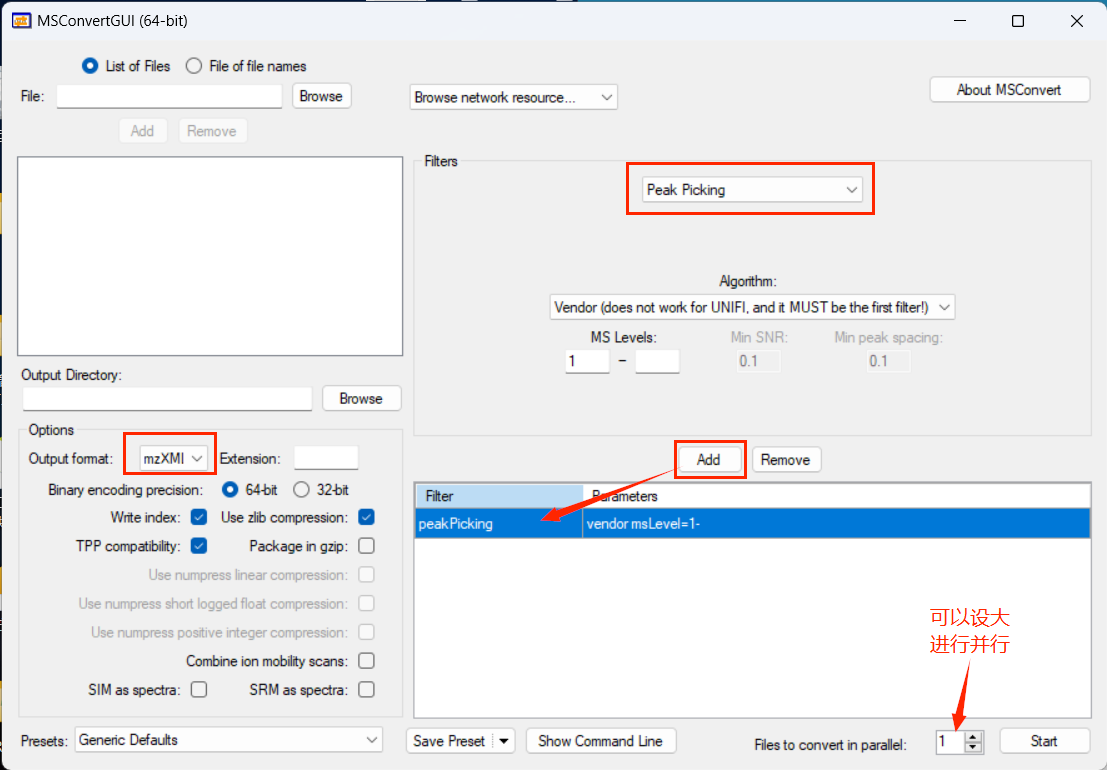 MSConvertGUI (64-bit)
List of Files File of file names
File: Browse Browse network resource... About MSConvert
Add Remove
Filters
Peak Picking
Algorithm:
Vendor (does not work for UNIFI, and it MUST be the first filter!)
MS Levels: Min SNR: Min peak spacing:
1 – 0.1 0.1
Output Directory:
Browse
Options
Output format: mzXMl Extension:
Add Remove
Binary encoding precision: 64-bit 32-bit
Filter Parameters
Write index: Use zlib compression:
peakPicking vendor msLevel=1-
TPP compatibility: Package in gzip:
Use numpress linear compression:
Use numpress short logged float compression:
Use numpress positive integer compression:
可以设大
进行并行
Combine ion mobility scans:
SIM as spectra: SRM as spectra:
Presets: Generic Defaults Save Preset Show Command Line Files to convert in parallel: 1 Start